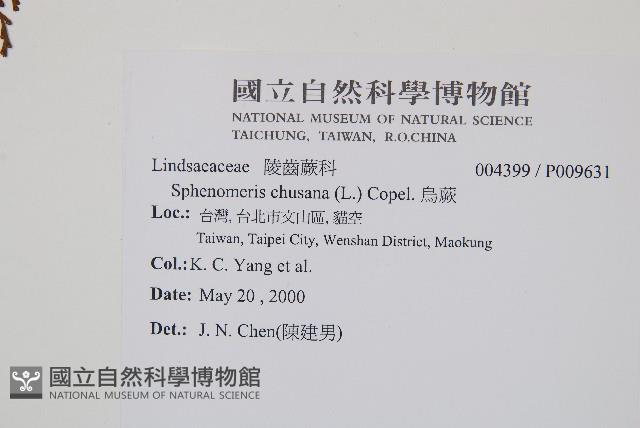 國立自然科學博物館
NATIONAL MUSEUM OF NATURAL SCIENCE
TAICHUNG, TAIWAN, R.O.CHINA
Lindsaeaceae 陵齒蕨科 004399 / P009631
Sphenomeris chusana (L.) Copel. 烏蕨
Loc.: 台灣, 台北市文山區, 貓空
Taiwan, Taipei City, Wenshan District, Maokung
Col.: K. C. Yang et al.
Date: May 20 , 2000
Det.: J. N. Chen(陳建男)
國立自然科學博物館
NATIONAL MUSEUM OF NATURAL SCIENCE